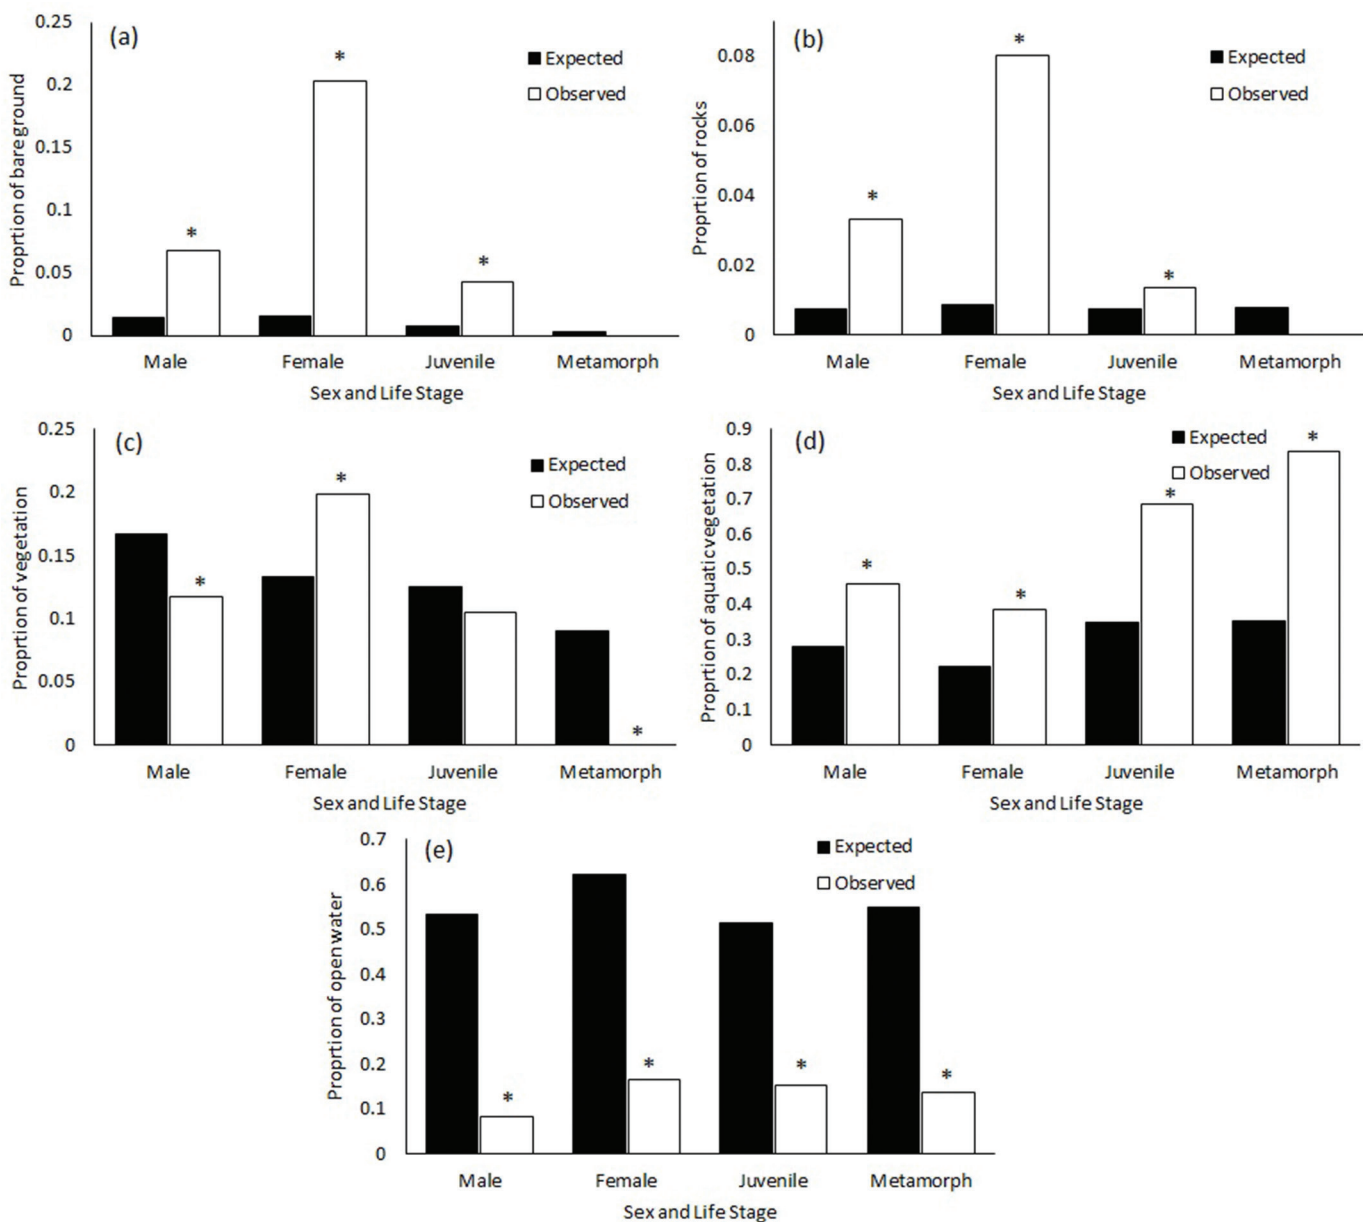 (a)
Expected
Observed
Proprtion of bareground
0.25
0.2
0.15
0.1
0.05
0
* * *
Male Female Juvenile Metamorph
Sex and Life Stage
(b)
Expected
Observed
Proprtion of rocks
0.08
0.06
0.04
0.02
0
* * *
Male Female Juvenile Metamorph
Sex and Life Stage
(c)
Expected
Observed
Proprtion of vegetation
0.25
0.2
0.15
0.1
0.05
0
* * *
Male Female Juvenile Metamorph
Sex and Life Stage
(d)
Expected
Observed
Proprtion of aquatic vegetation
0.9
0.8
0.7
0.6
0.5
0.4
0.3
0.2
0.1
0
* * * *
Male Female Juvenile Metamorph
Sex and Life Stage
(e)
Expected
Observed
Proprtion of open water
0.7
0.6
0.5
0.4
0.3
0.2
0.1
0
* * * *
Male Female Juvenile Metamorph
Sex and Life Stage